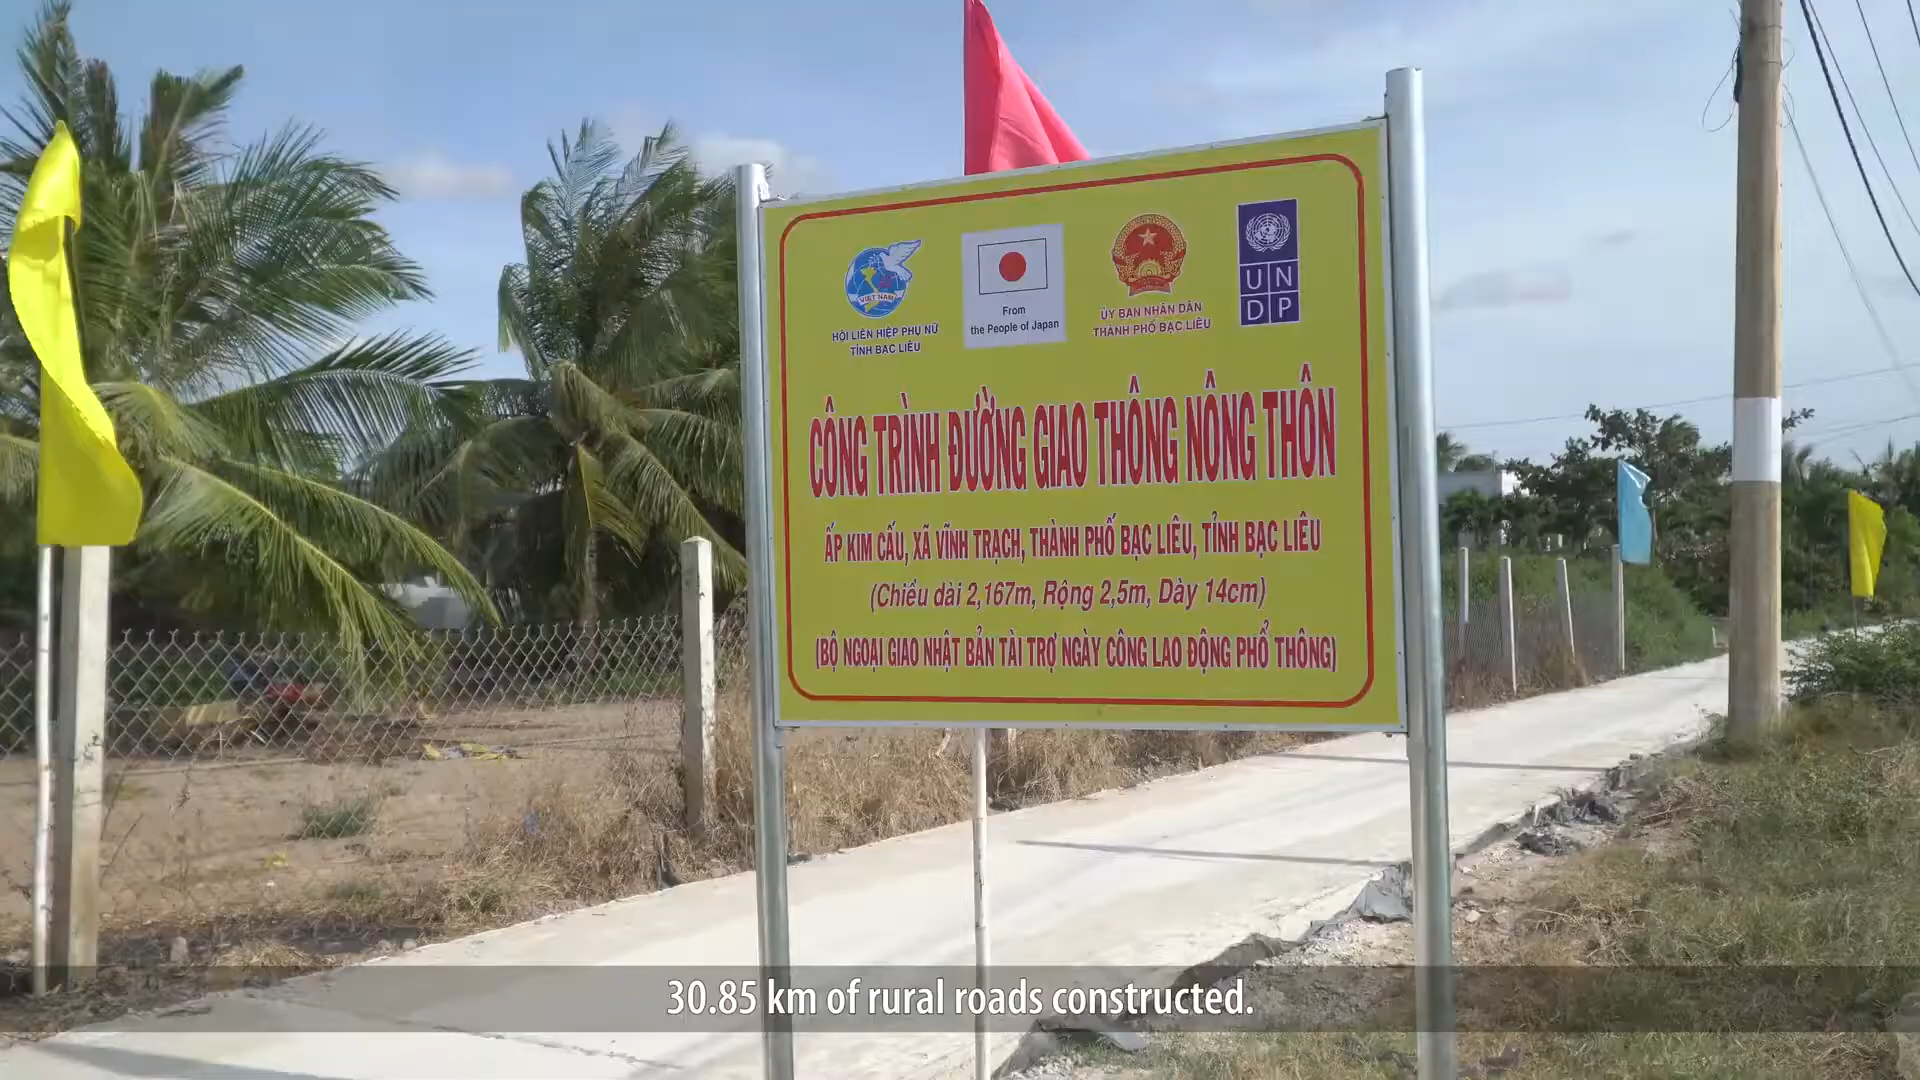 VIỆT NAM
HỘI LIÊN HIỆP PHỤ NỮ
TỈNH BẠC LIÊU
From
the People of Japan
ỦY BAN NHÂN DÂN
THÀNH PHỐ BẠC LIÊU
UN
DP
CÔNG TRÌNH ĐƯỜNG GIAO THÔNG NÔNG THÔN
ẤP KIM CẤU, XÃ VĨNH TRẠCH, THÀNH PHỐ BẠC LIÊU, TỈNH BẠC LIÊU
(Chiều dài 2,167m, Rộng 2,5m, Dày 14cm)
(BỘ NGOẠI GIAO NHẬT BẢN TÀI TRỢ NGÀY CÔNG LAO ĐỘNG PHỔ THÔNG)
30.85 km of rural roads constructed.